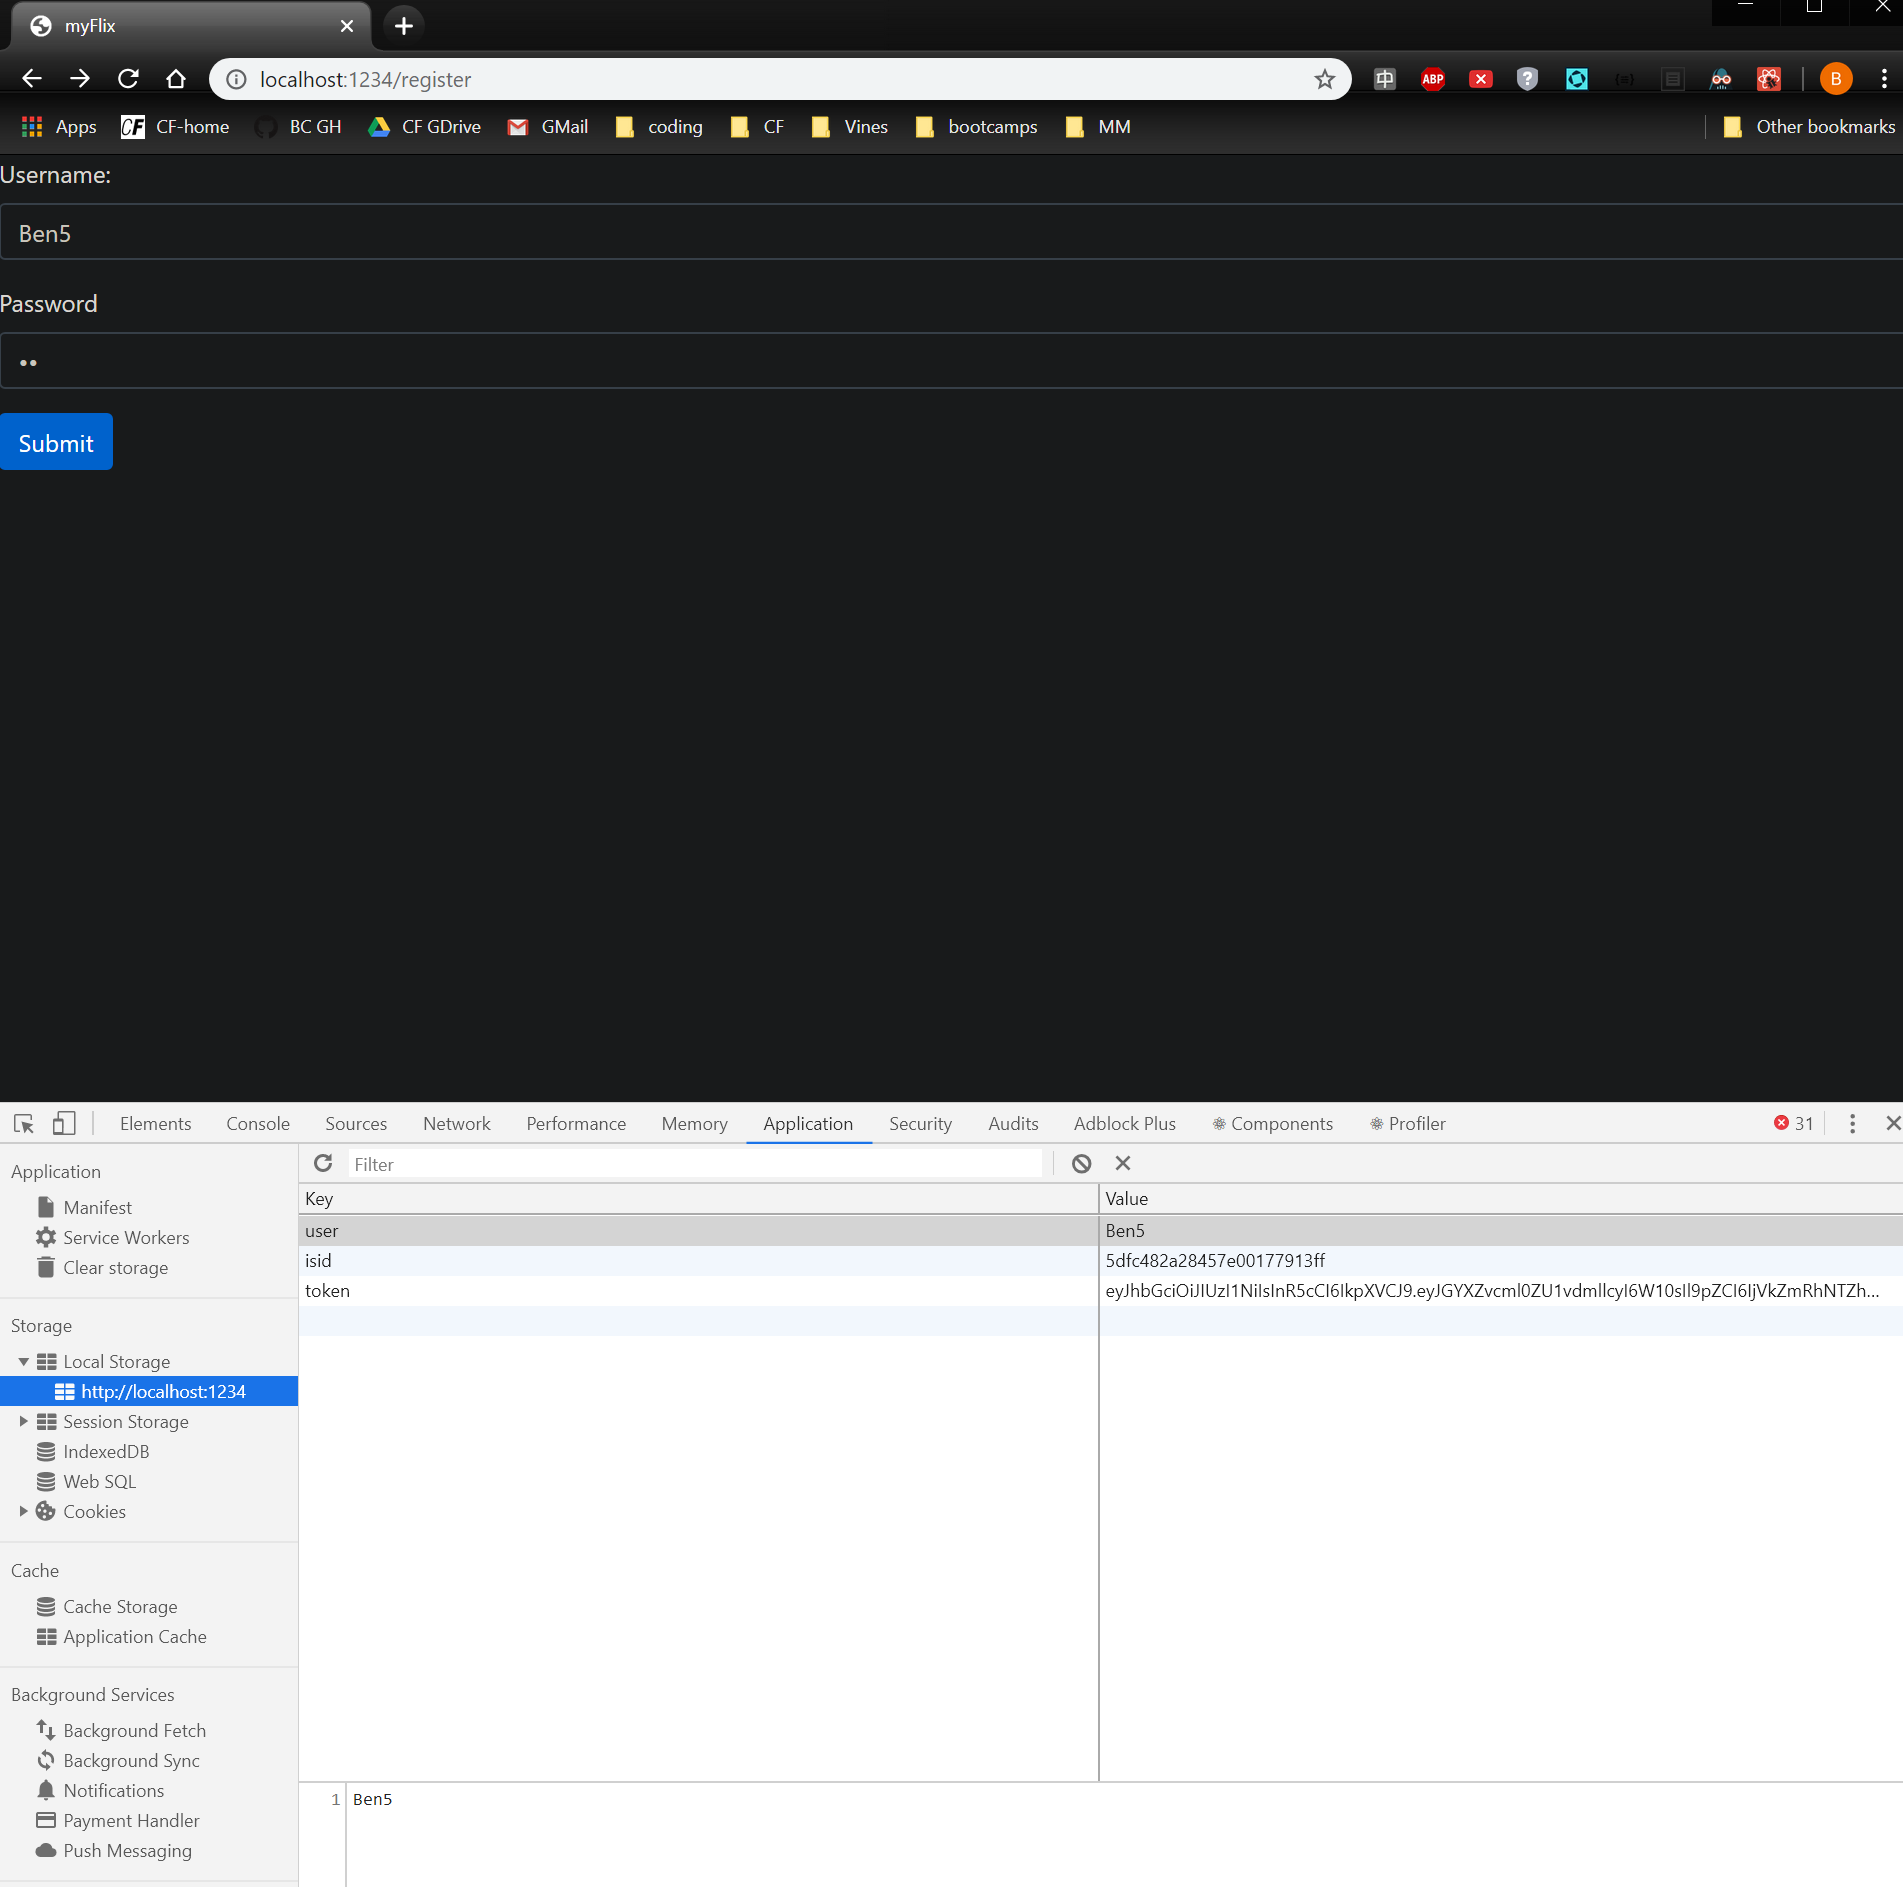 myFlix
localhost:1234/register
ABP
B
Apps CF CF-home BC GH CF GDrive GMail coding CF Vines bootcamps MM Other bookmarks
Username:
Ben5
Password
••
Submit
Elements Console Sources Network Performance Memory Application Security Audits Adblock Plus Components Profiler 31
Application
Manifest
Service Workers
Clear storage
Storage
Local Storage
http://localhost:1234
Session Storage
IndexedDB
Web SQL
Cookies
Cache
Cache Storage
Application Cache
Background Services
Background Fetch
Background Sync
Notifications
Payment Handler
Push Messaging
Filter
Key Value
user Ben5
isid 5dfc482a28457e00177913ff
token eyJhbGciOiJIUzI1NiIsInR5cCI6IkpXVCJ9.eyJGYXZvcml0ZU1vdmllcyI6W10sIl9pZCI6IjVkZmRhNTZh...
1 Ben5